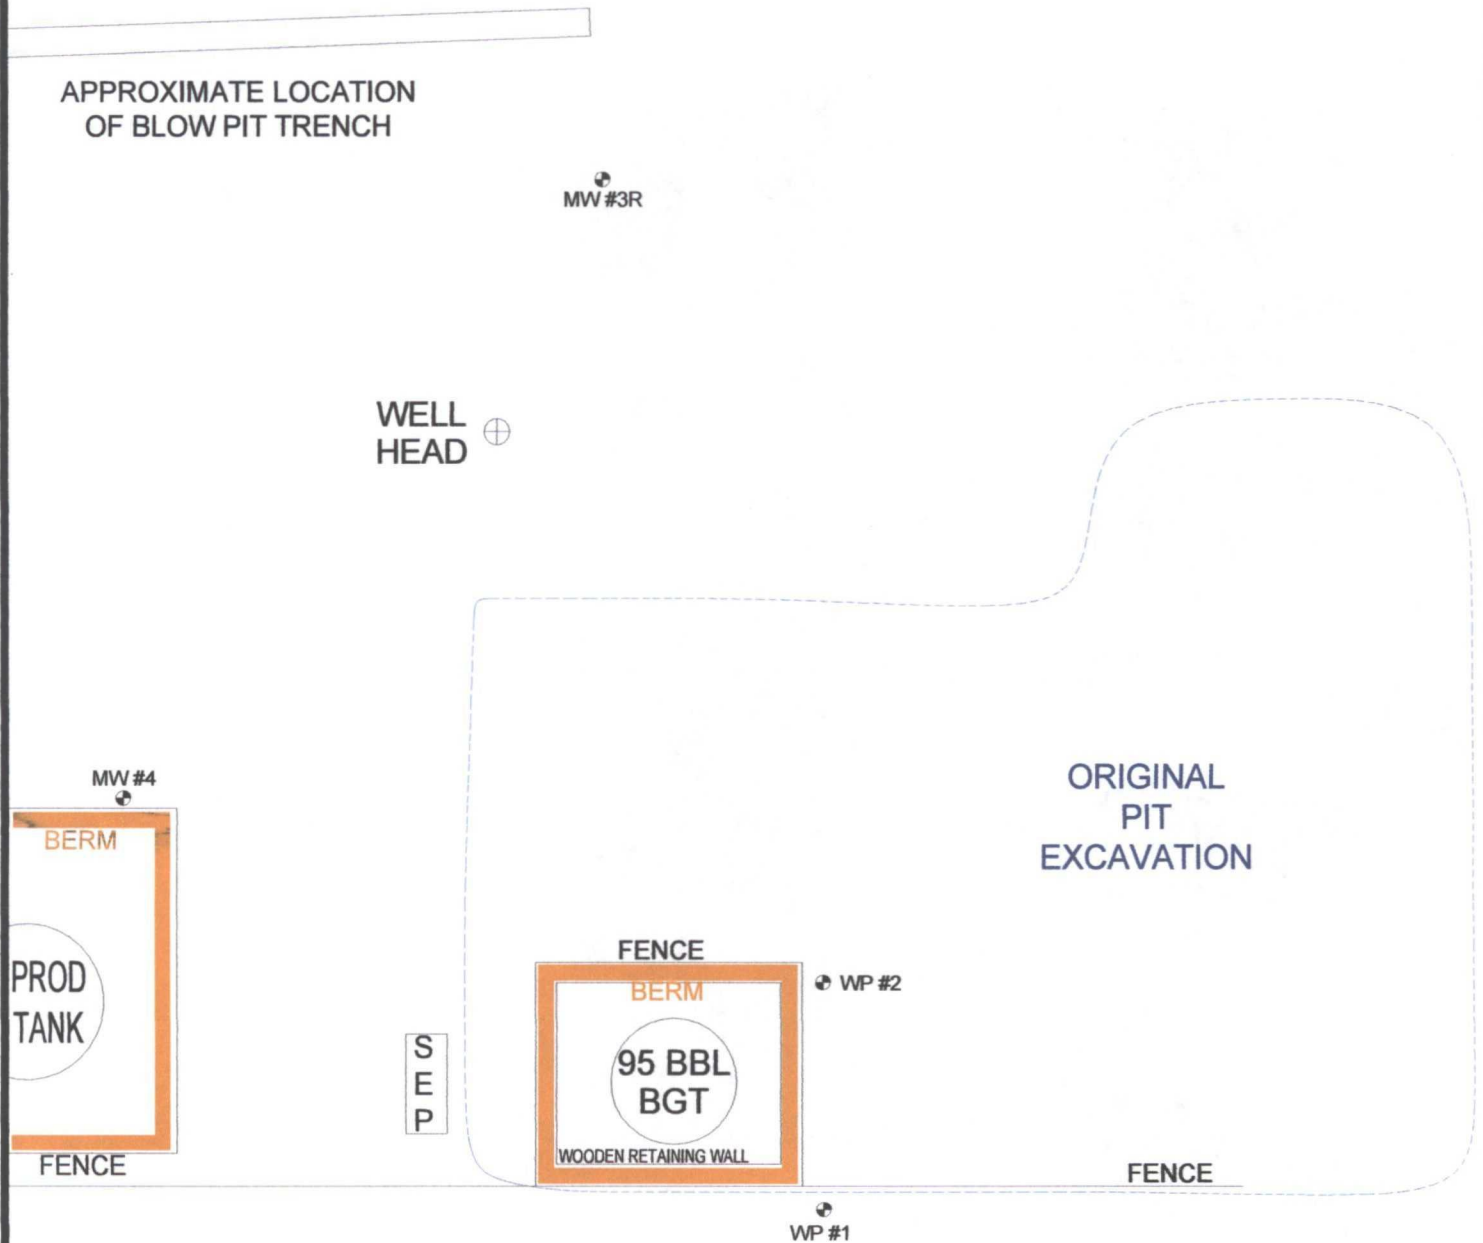 APPROXIMATE LOCATION
OF BLOW PIT TRENCH
MW #3R
WELL
HEAD
MW #4
BERM
PROD
TANK
FENCE
S
E
P
FENCE
BERM
95 BBL
BGT
WOODEN RETAINING WALL
WP #2
ORIGINAL
PIT
EXCAVATION
FENCE
WP #1